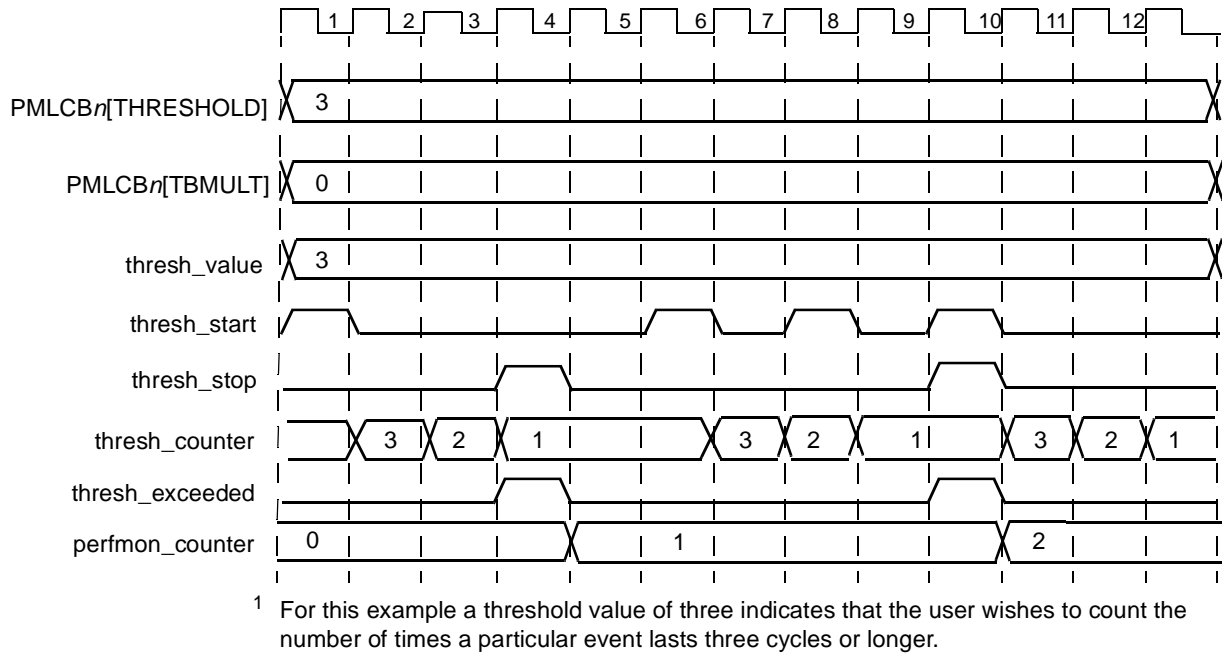 1 2 3 4 5 6 7 8 9 10 11 12
PMLCBn[THRESHOLD] 3
PMLCBn[TBMULT] 0
thresh_value 3
thresh_start
thresh_stop
thresh_counter 3 2 1 3 2 1 3 2 1
thresh_exceeded
perfmon_counter 0 1 2
1 For this example a threshold value of three indicates that the user wishes to count the
number of times a particular event lasts three cycles or longer.